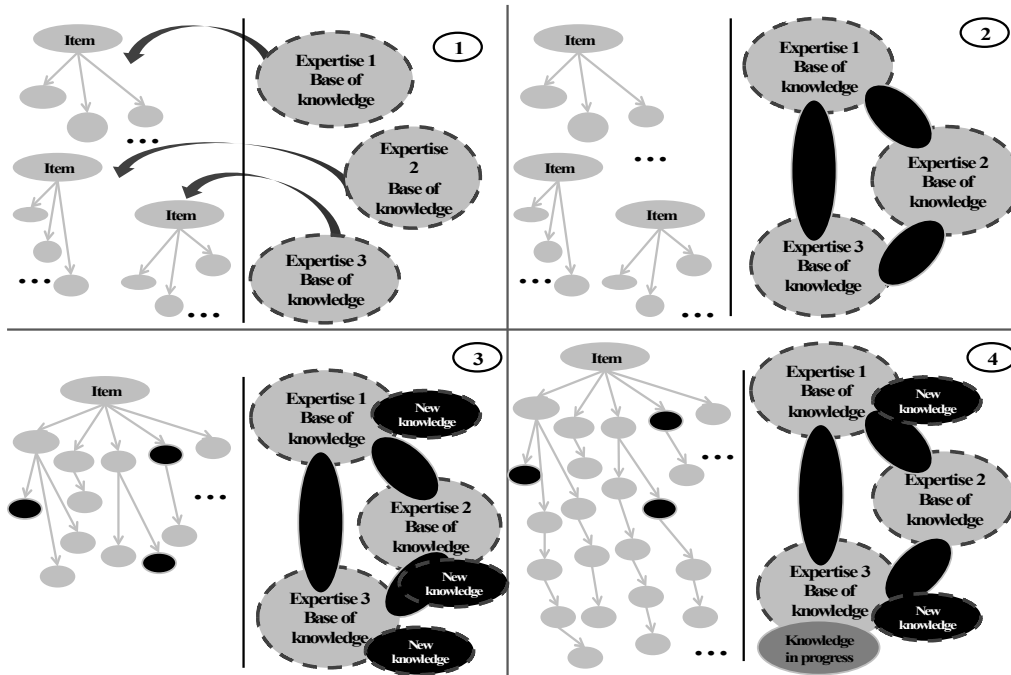 Item
1
Expertise 1
Base of
knowledge
Expertise
2
Base of
knowledge
Item
Item
Expertise 3
Base of
knowledge
• • •
• • •
• • •
Item
2
Expertise 1
Base of
knowledge
Item
Expertise 2
Base of
knowledge
Item
Expertise 3
Base of
knowledge
• • •
• • •
• • •
3
Item
Expertise 1
Base of
knowledge
New
knowledge
• • •
Expertise 2
Base of
knowledge
New
knowledge
Expertise 3
Base of
knowledge
New
knowledge
4
Item
Expertise 1
Base of
knowledge
New
knowledge
• • •
Expertise 2
Base of
knowledge
Expertise 3
Base of
knowledge
New
knowledge
Knowledge
in progress
• • •